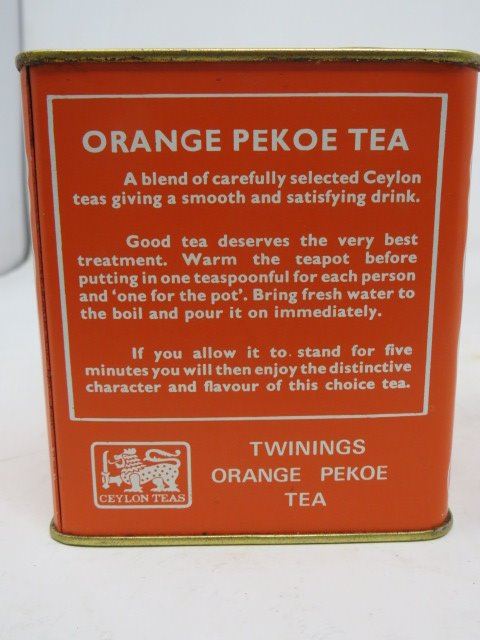 ORANGE PEKOE TEA
A blend of carefully selected Ceylon
teas giving a smooth and satisfying drink.
Good tea deserves the very best
treatment. Warm the teapot before
putting in one teaspoonful for each person
and ‘one for the pot’. Bring fresh water to
the boil and pour it on immediately.
If you allow it to stand for five
minutes you will then enjoy the distinctive
character and flavour of this choice tea.
CEYLON TEAS
TWININGS
ORANGE PEKOE
TEA